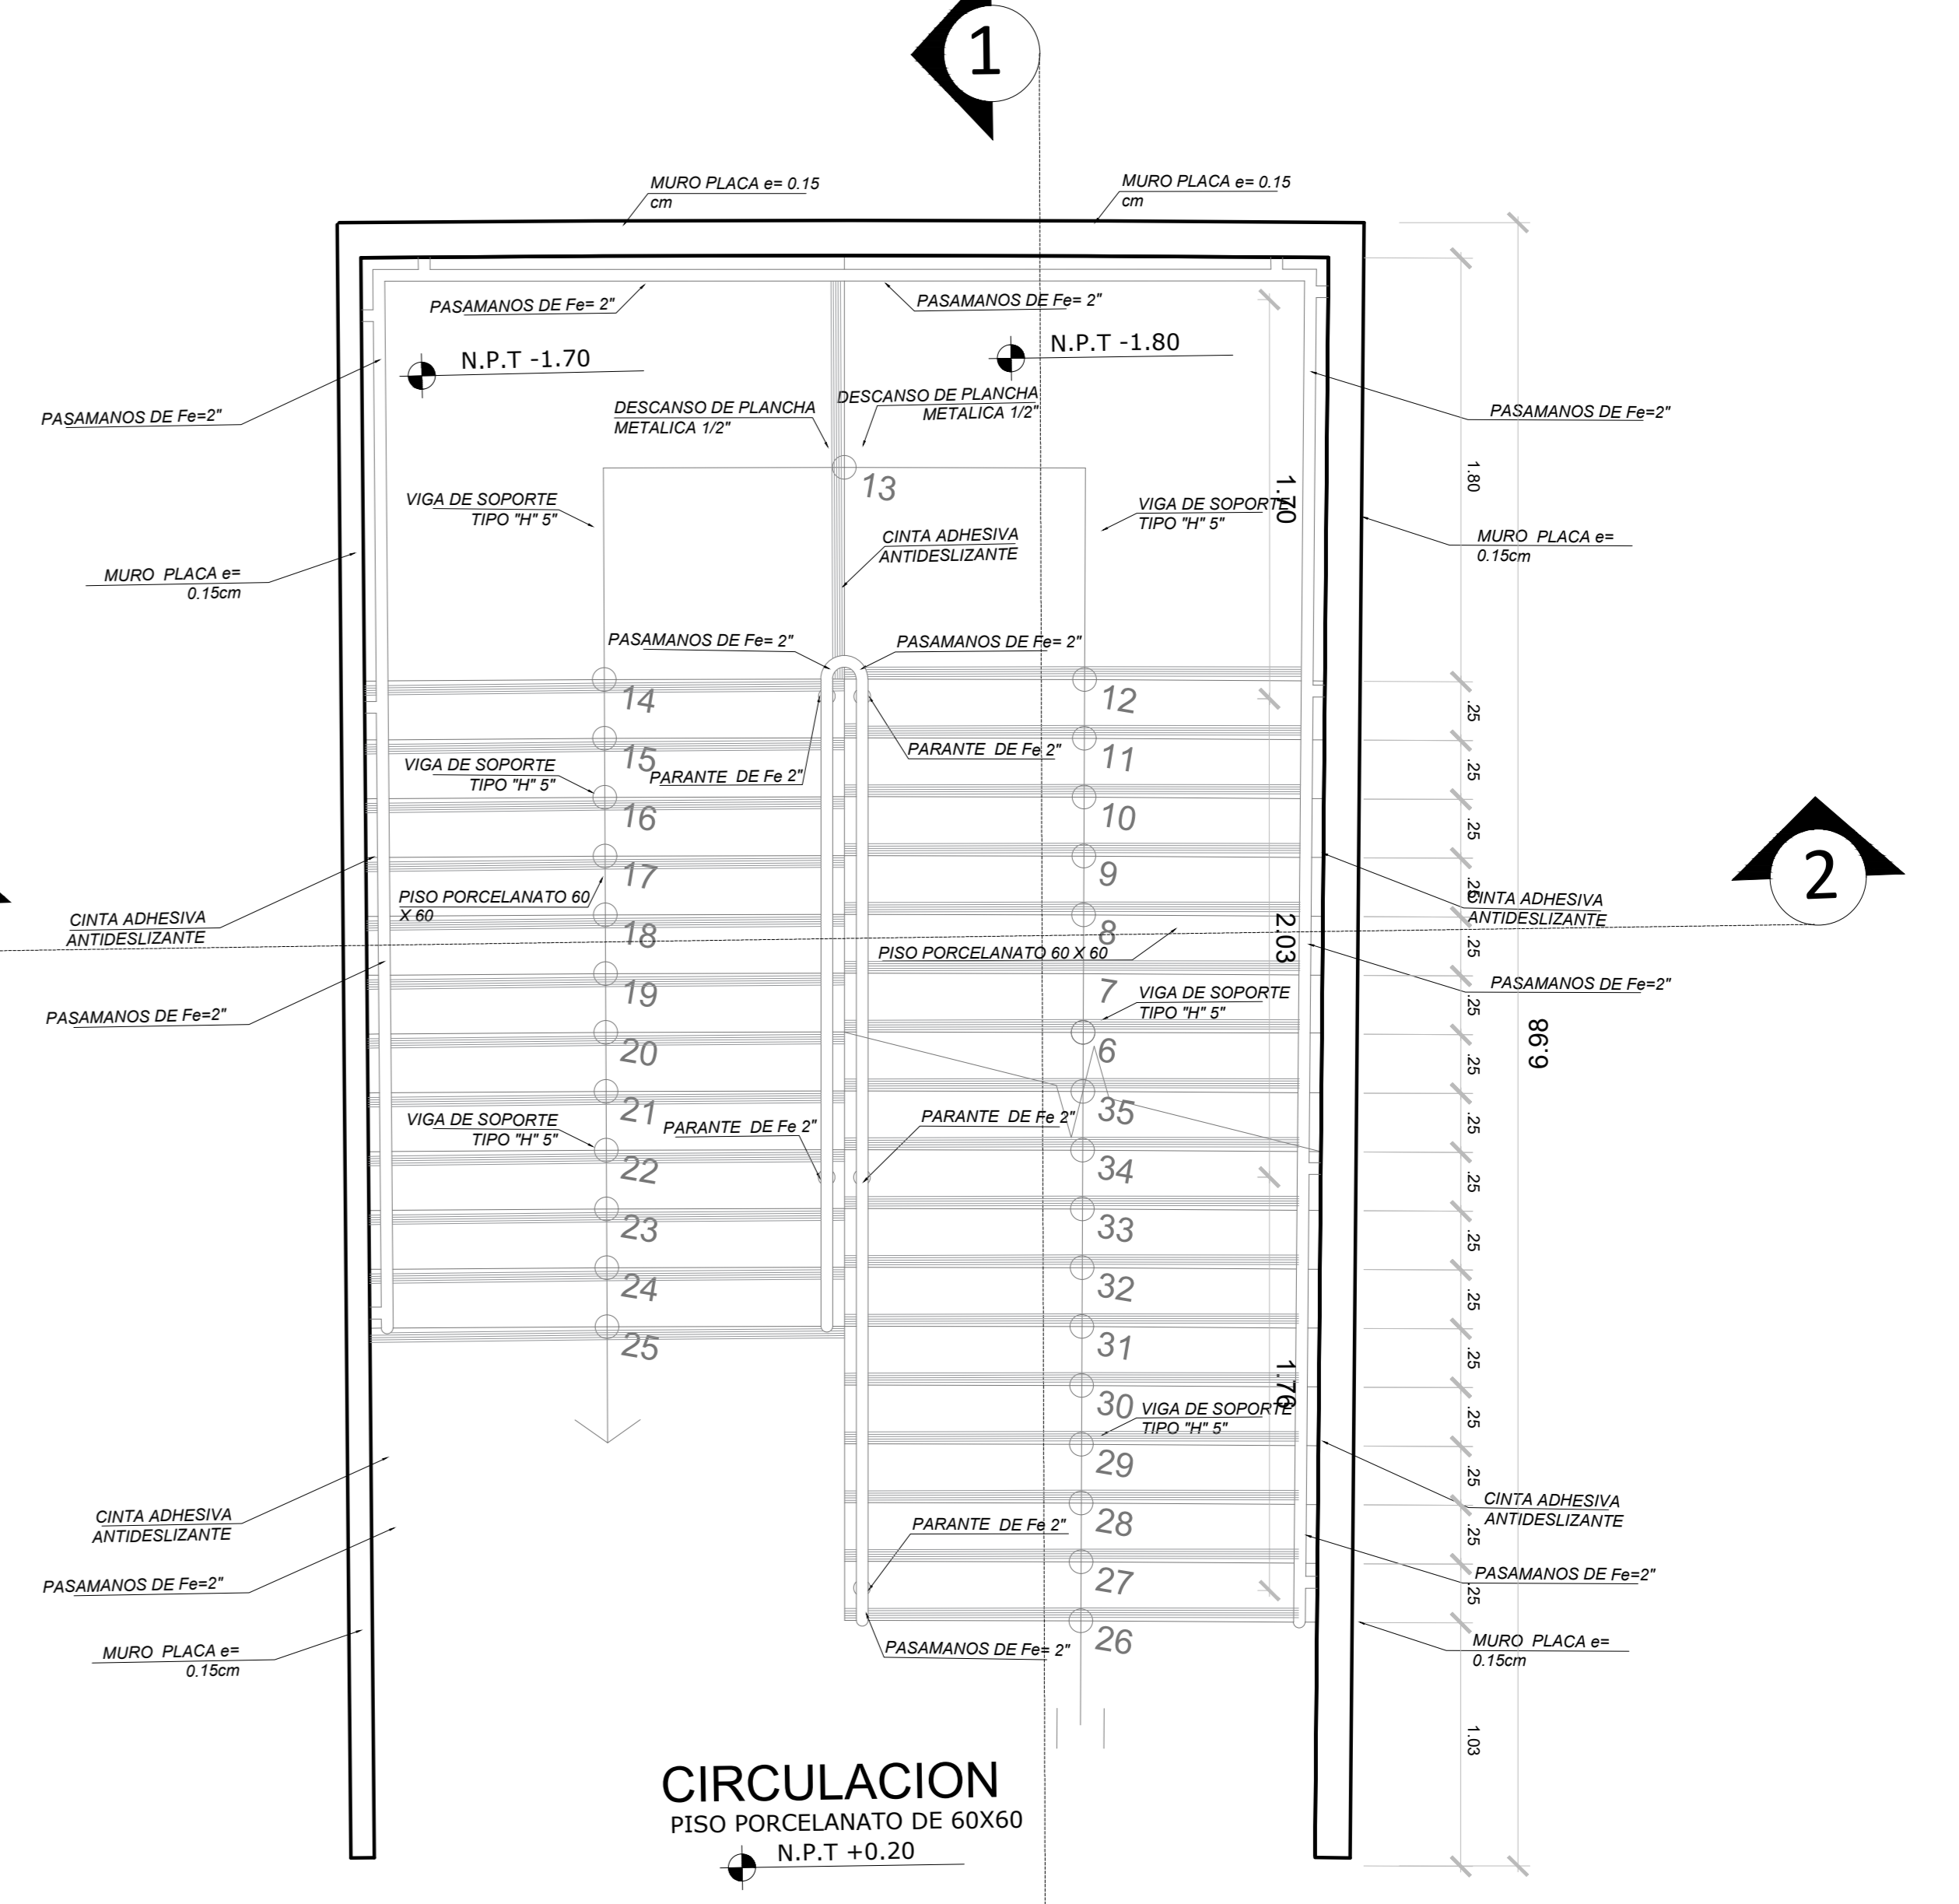 1
MURO PLACA e= 0.15
cm
MURO PLACA e= 0.15
cm
PASAMANOS DE Fe= 2"
PASAMANOS DE Fe= 2"
N.P.T -1.70
N.P.T -1.80
PASAMANOS DE Fe=2"
DESCANSO DE PLANCHA
METALICA 1/2"
DESCANSO DE PLANCHA
METALICA 1/2"
PASAMANOS DE Fe=2"
13
1.70
1.80
VIGA DE SOPORTE
TIPO "H" 5"
VIGA DE SOPORTE
TIPO "H" 5"
CINTA ADHESIVA
ANTIDESLIZANTE
MURO PLACA e=
0.15cm
MURO PLACA e=
0.15cm
PASAMANOS DE Fe= 2"
PASAMANOS DE Fe= 2"
14
12
.25
15
PARANTE DE Fe 2"
11
.25
VIGA DE SOPORTE
TIPO "H" 5"
PARANTE DE Fe 2"
16
10
.25
2
17
9
.25
PISO PORCELANATO 60
X 60
CINTA ADHESIVA
ANTIDESLIZANTE
CINTA ADHESIVA
ANTIDESLIZANTE
18
8
2.03
.25
PISO PORCELANATO 60 X 60
19
7
VIGA DE SOPORTE
TIPO "H" 5"
PASAMANOS DE Fe=2"
.25
PASAMANOS DE Fe=2"
6.98
20
6
.25
21
35
.25
VIGA DE SOPORTE
TIPO "H" 5"
PARANTE DE Fe 2"
PARANTE DE Fe 2"
22
34
.25
23
33
.25
24
32
.25
25
31
.25
1.76
30
VIGA DE SOPORTE
TIPO "H" 5"
.25
29
.25
CINTA ADHESIVA
ANTIDESLIZANTE
CINTA ADHESIVA
ANTIDESLIZANTE
PARANTE DE Fe 2"
28
.25
PASAMANOS DE Fe=2"
27
PASAMANOS DE Fe=2"
.25
26
PASAMANOS DE Fe= 2"
MURO PLACA e=
0.15cm
MURO PLACA e=
0.15cm
1.03
CIRCULACION
PISO PORCELANATO DE 60X60
N.P.T +0.20